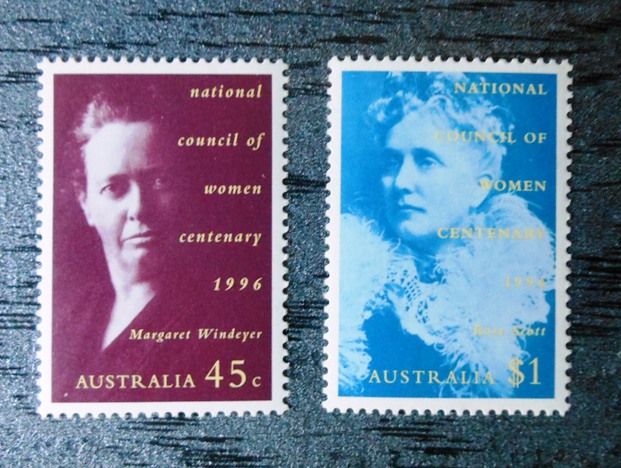 national
council of
women
centenary
1996
Margaret Windeyer
AUSTRALIA 45c
NATIONAL
COUNCIL OF
WOMEN
CENTENARY
1996
Rose Scott
AUSTRALIA $1